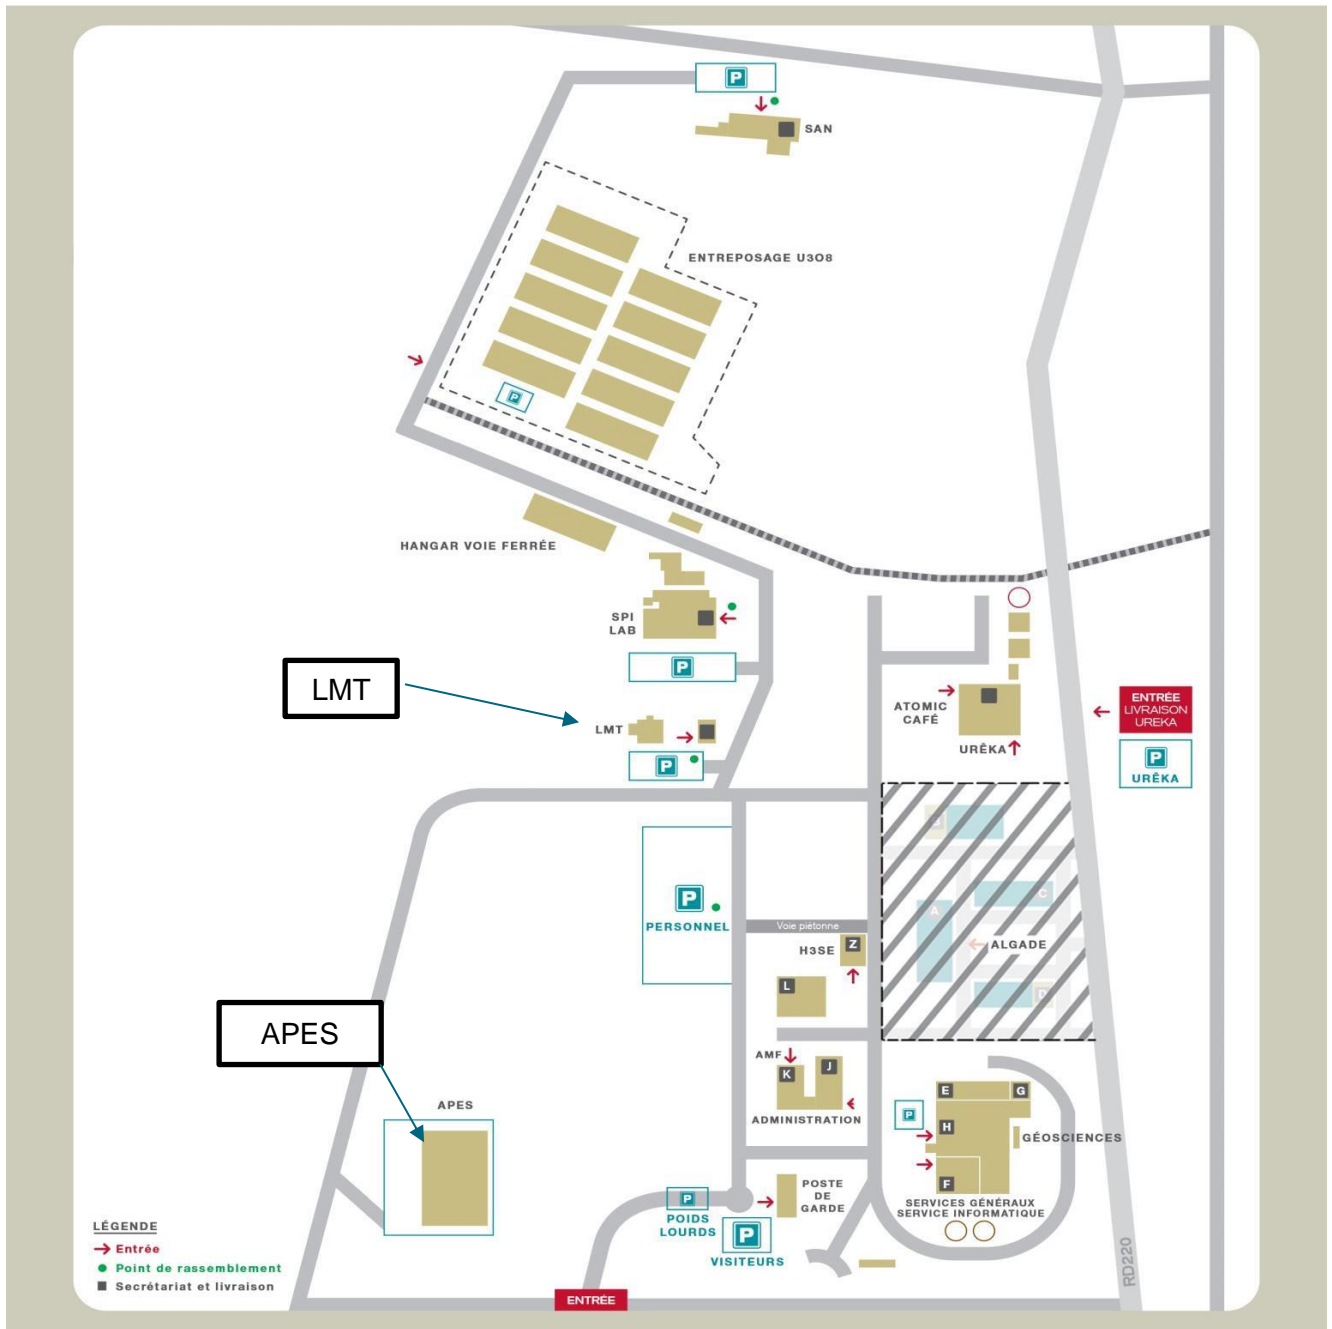 P
SAN
ENTREPOSAGE U3O8
P
HANGAR VOIE FERRÉE
SPI
LAB
P
LMT
LMT
P
ATOMIC
CAFÉ
URÊKA
ENTRÉE
LIVRAISON
UREKA
P
URÊKA
B
C
A
ALGADE
D
P
PERSONNEL
Voie piétonne
H3SE
Z
L
APES
AMF
K
J
ADMINISTRATION
E
G
P
H
GÉOSCIENCES
F
SERVICES GÉNÉRAUX
SERVICE INFORMATIQUE
APES
POSTE
DE
GARDE
P
POIDS
LOURDS
P
VISITEURS
RD220
LÉGENDE
Entrée
Point de rassemblement
Secrétariat et livraison
ENTRÉE